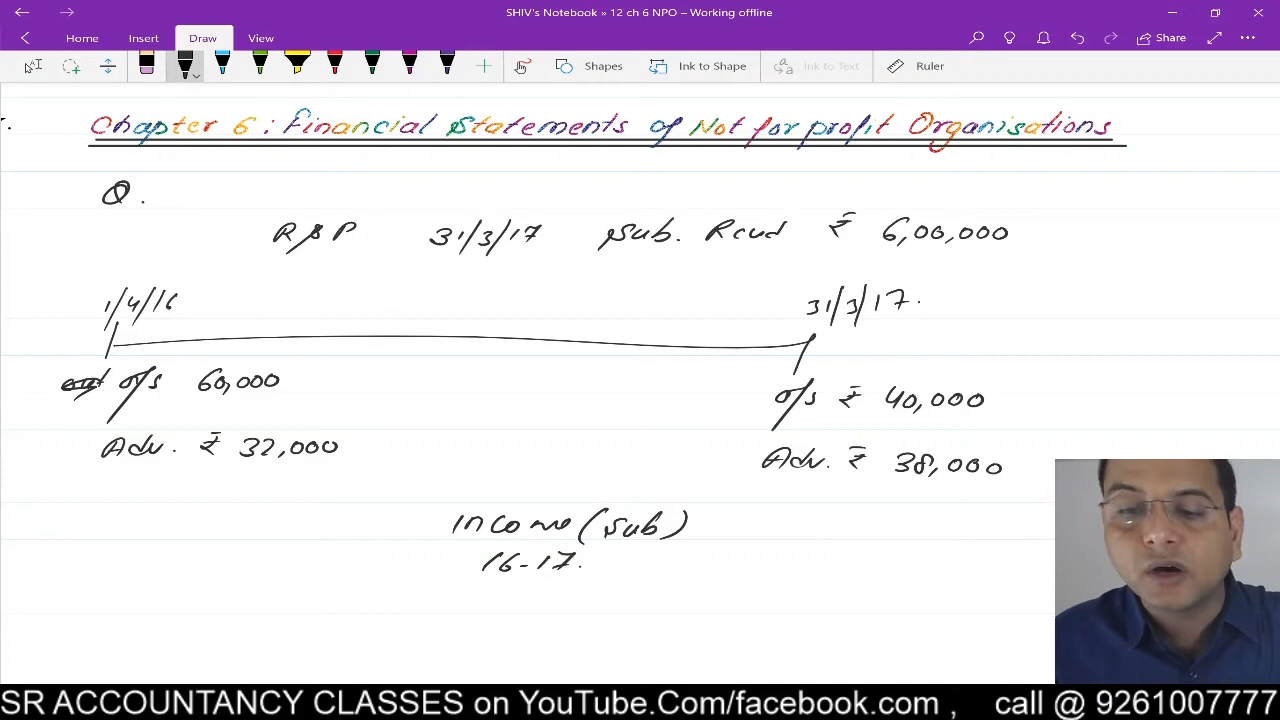 SHIV's Notebook » 12 ch 6 NPO – Working offline
Home Insert Draw View Share
Shapes Ink to Shape Ink to Text Ruler
Chapter 6 : Financial Statements of Not for profit Organisations
Q.
R & P 31/3/17 Sub. Rcvd ₹ 6,00,000
1/4/16 31/3/17.
o/s 60,000 o/s ₹ 40,000
Adv. ₹ 32,000 Adv. ₹ 38,000
income (sub)
16-17.
SR ACCOUNTANCY CLASSES on YouTube.Com/facebook.com , call @ 9261007777